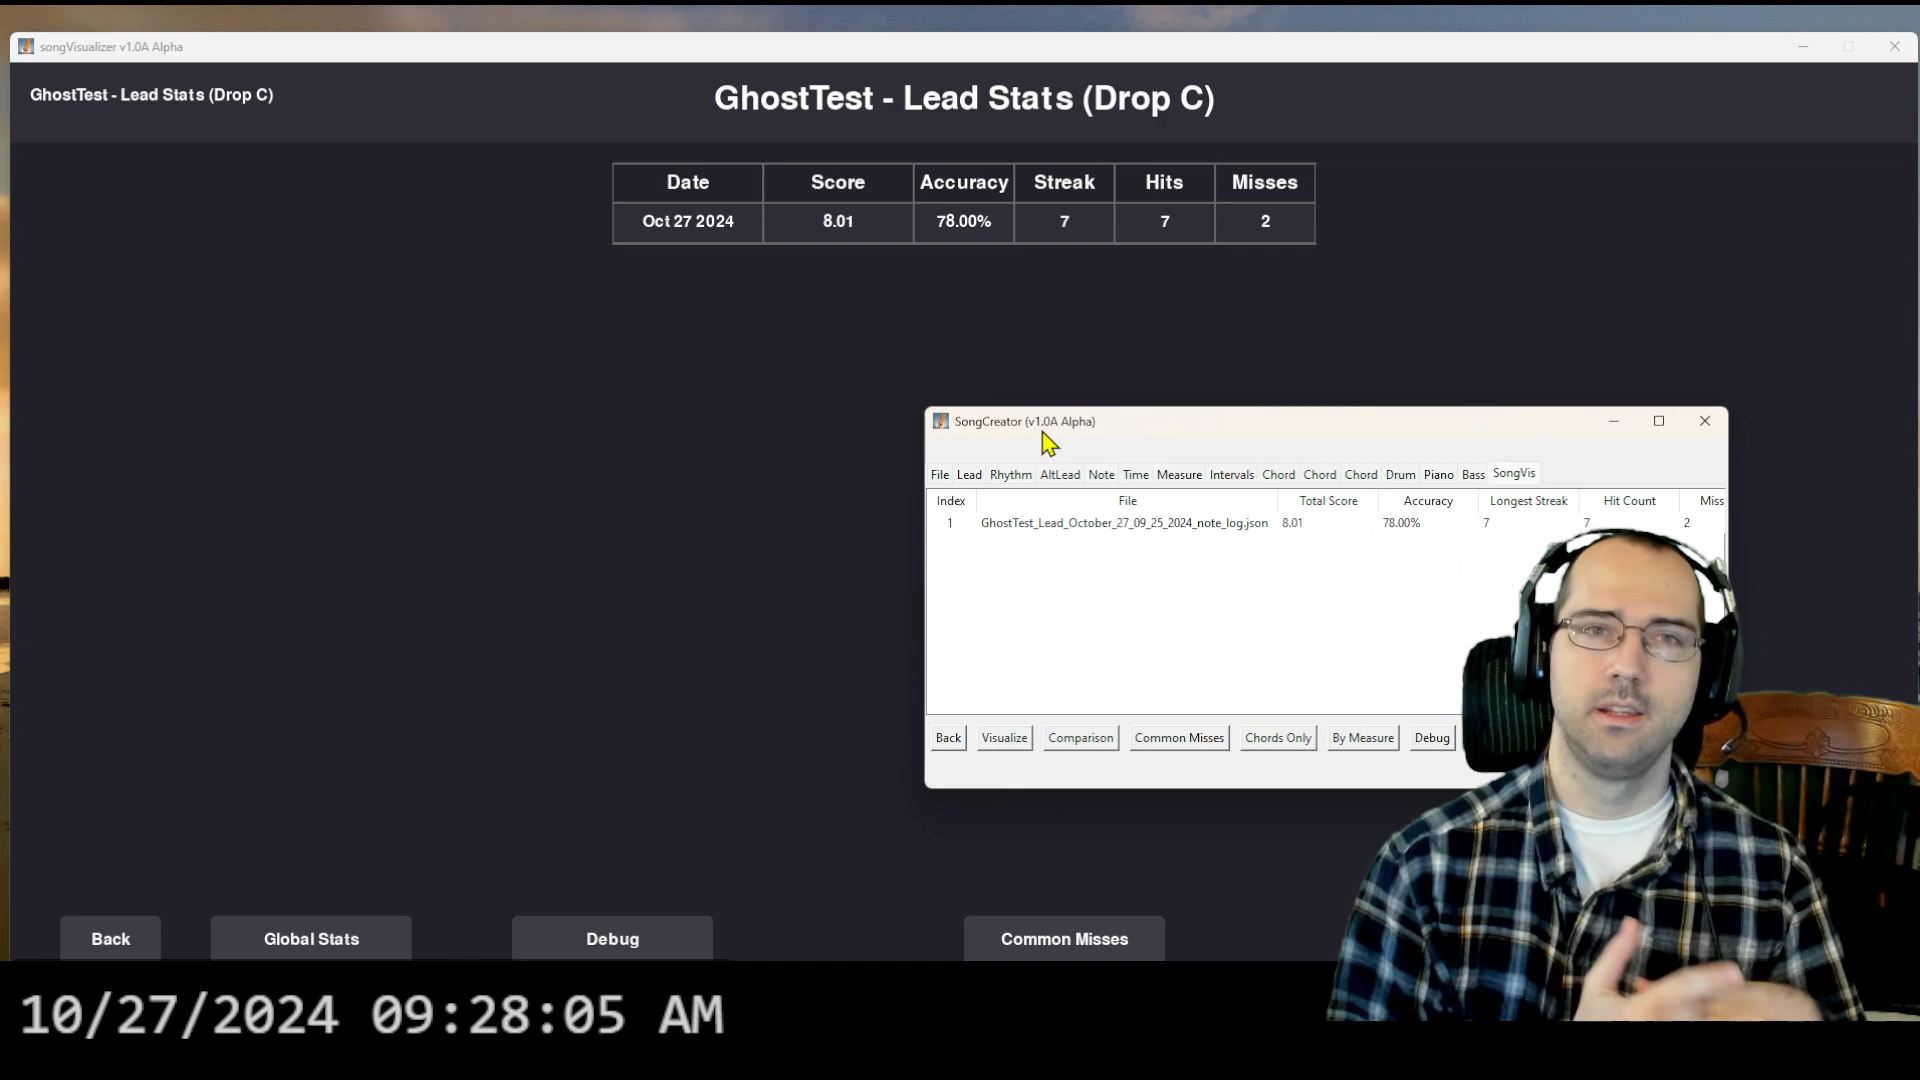 songVisualizer v1.0A Alpha
GhostTest - Lead Stats (Drop C)
GhostTest - Lead Stats (Drop C)
Date Score Accuracy Streak Hits Misses
Oct 27 2024 8.01 78.00% 7 7 2
SongCreator (v1.0A Alpha)
File Lead Rhythm AltLead Note Time Measure Intervals Chord Chord Chord Drum Piano Bass SongVis
Index File Total Score Accuracy Longest Streak Hit Count Miss
1 GhostTest_Lead_October_27_09_25_2024_note_log.json 8.01 78.00% 7 7 2
Back Visualize Comparison Common Misses Chords Only By Measure Debug
Back Global Stats Debug Common Misses
10/27/2024 09:28:05 AM